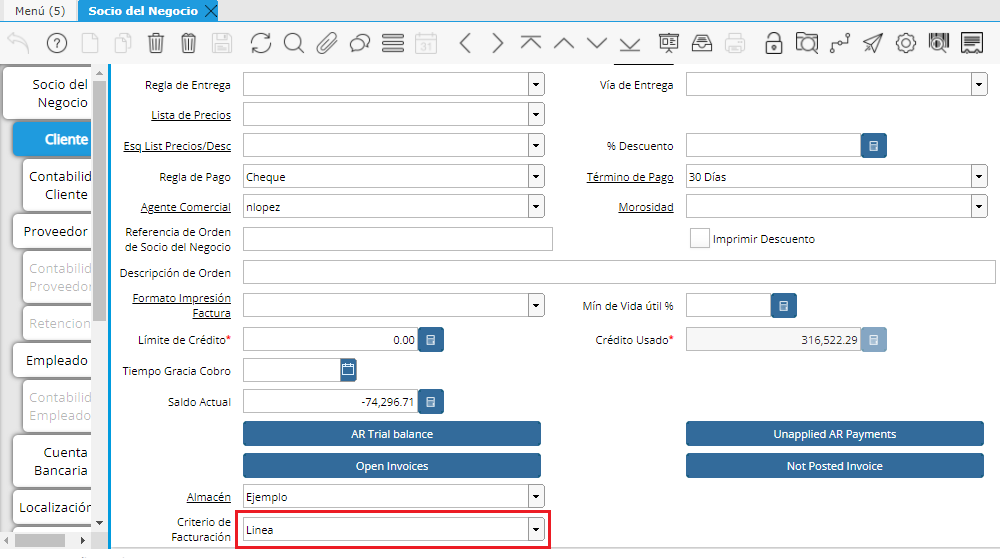 Menú (5)
Socio del Negocio
31
Socio del
Negocio
Cliente
Contabilid
Cliente
Proveedor
Contabilid
Proveedor
Retencion
Empleado
Contabilid
Empleado
Cuenta
Bancaria
Localización
Regla de Entrega
Vía de Entrega
Lista de Precios
Esq List Precios/Desc
% Descuento
Regla de Pago
Cheque
Término de Pago
30 Días
Agente Comercial
nlopez
Morosidad
Referencia de Orden
de Socio del Negocio
Imprimir Descuento
Descripción de Orden
Formato Impresión
Factura
Mín de Vida útil %
Límite de Crédito*
0.00
Crédito Usado*
316,522.29
Tiempo Gracia Cobro
Saldo Actual
-74,296.71
AR Trial balance
Unapplied AR Payments
Open Invoices
Not Posted Invoice
Almacén
Ejemplo
Criterio de
Facturación
Linea